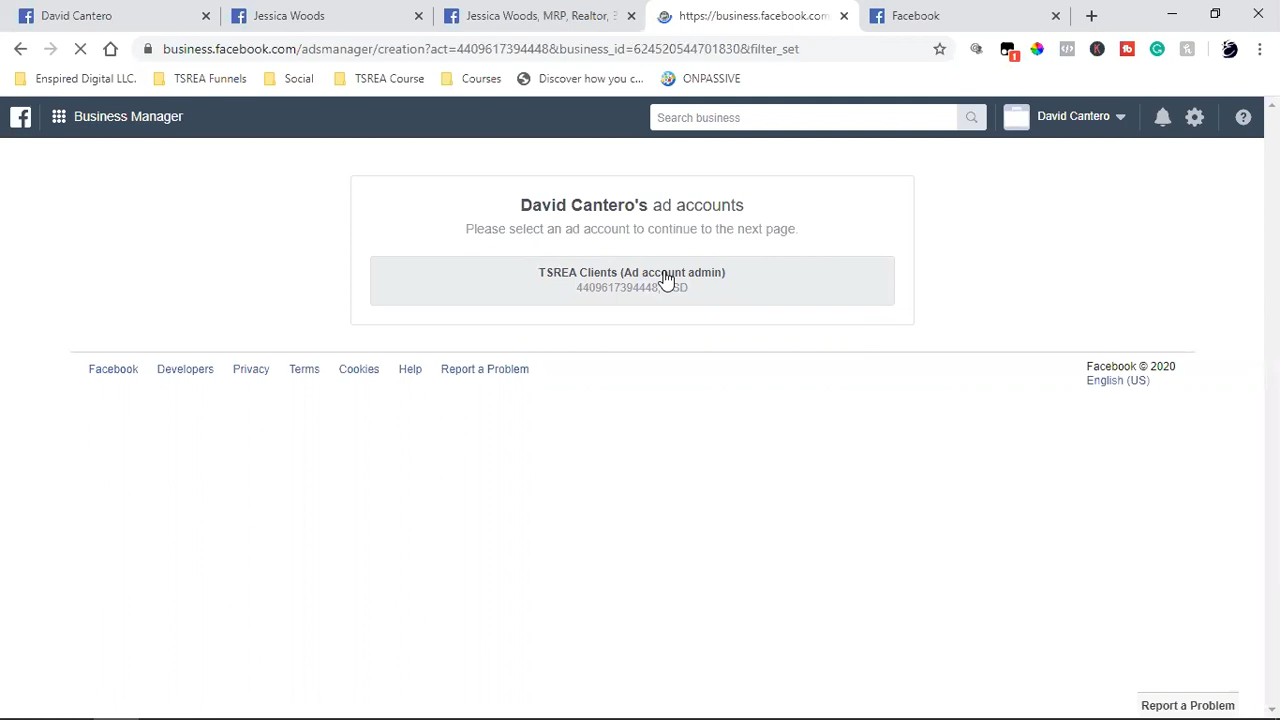 David Cantero
Jessica Woods
Jessica Woods, MRP, Realtor,
https://business.facebook.com
Facebook
business.facebook.com/adsmanager/creation?act=4409617394448&business_id=624520544701830&filter_set
Enspired Digital LLC.
TSREA Funnels
Social
TSREA Course
Courses
Discover how you c...
ONPASSIVE
1
Business Manager
Search business
David Cantero
David Cantero's ad accounts
Please select an ad account to continue to the next page.
TSREA Clients (Ad account admin)
4409617394448,
Facebook
Developers
Privacy
Terms
Cookies
Help
Report a Problem
Facebook © 2020
English (US)
Report a Problem